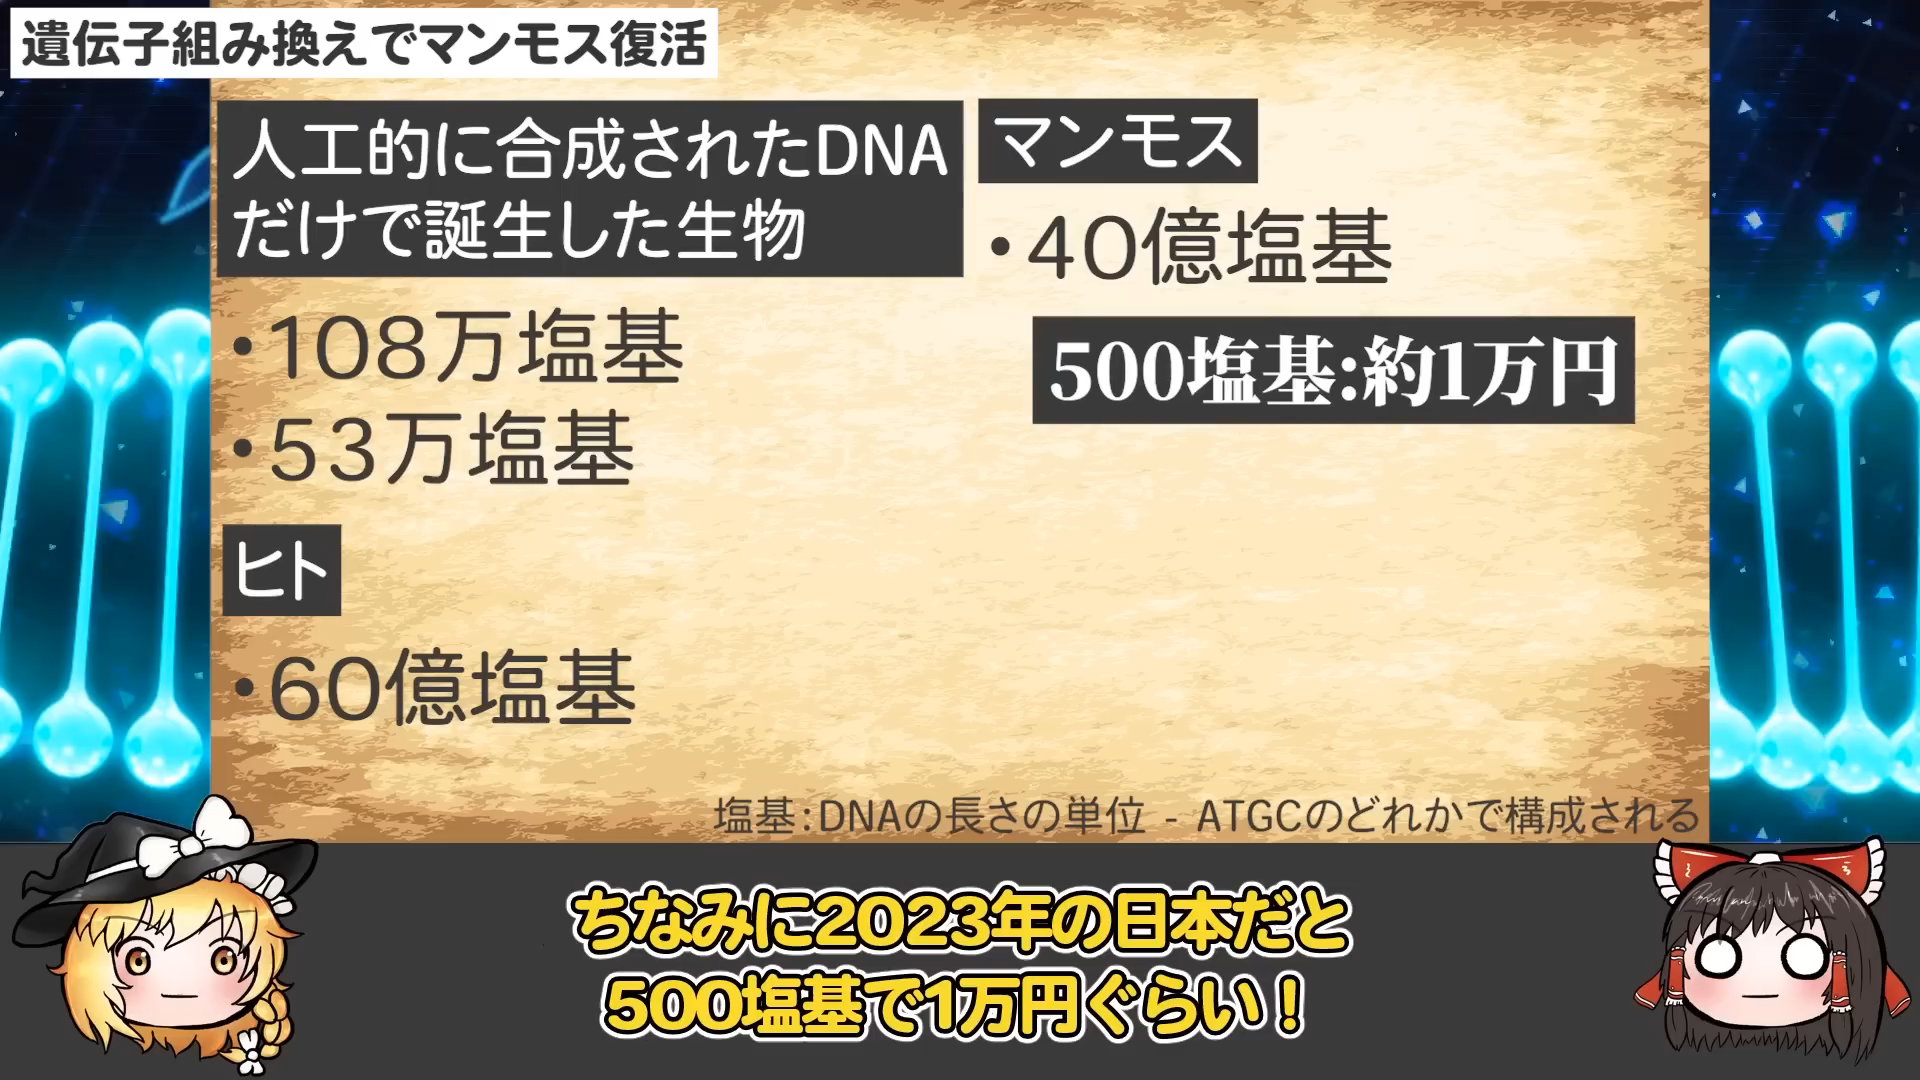 遺伝子組み換えでマンモス復活
人工的に合成されたDNA
だけで誕生した生物
・108万塩基
・53万塩基
ヒト
・60億塩基
マンモス
・40億塩基
500塩基:約1万円
塩基:DNAの長さの単位 - ATGCのどれかで構成される
ちなみに2023年の日本だと
500塩基で1万円ぐらい!